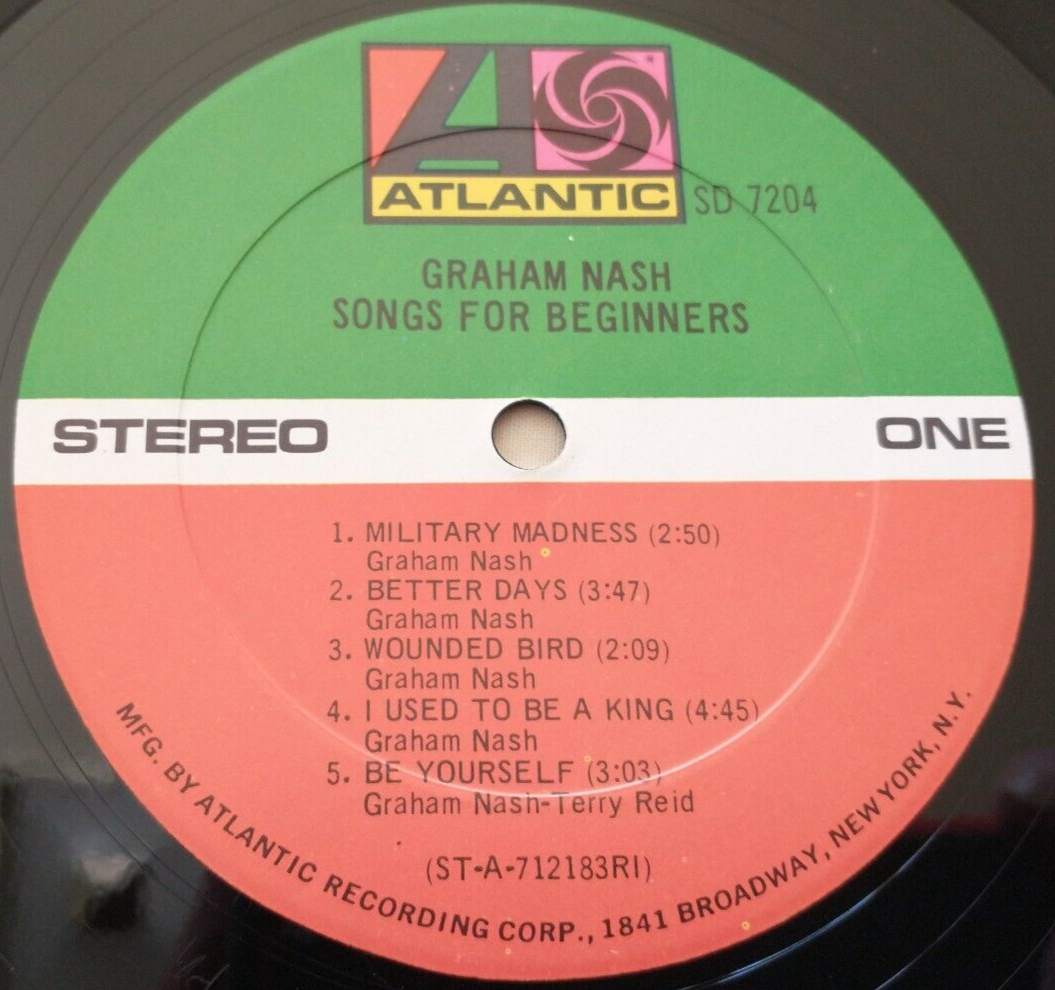 ATLANTIC
SD 7204
GRAHAM NASH
SONGS FOR BEGINNERS
STEREO
ONE
1. MILITARY MADNESS (2:50)
Graham Nash
2. BETTER DAYS (3:47)
Graham Nash
3. WOUNDED BIRD (2:09)
Graham Nash
4. I USED TO BE A KING (4:45)
Graham Nash
5. BE YOURSELF (3:03)
Graham Nash-Terry Reid
(ST-A-712183RI)
MFG. BY ATLANTIC RECORDING CORP., 1841 BROADWAY, NEW YORK, N.Y.